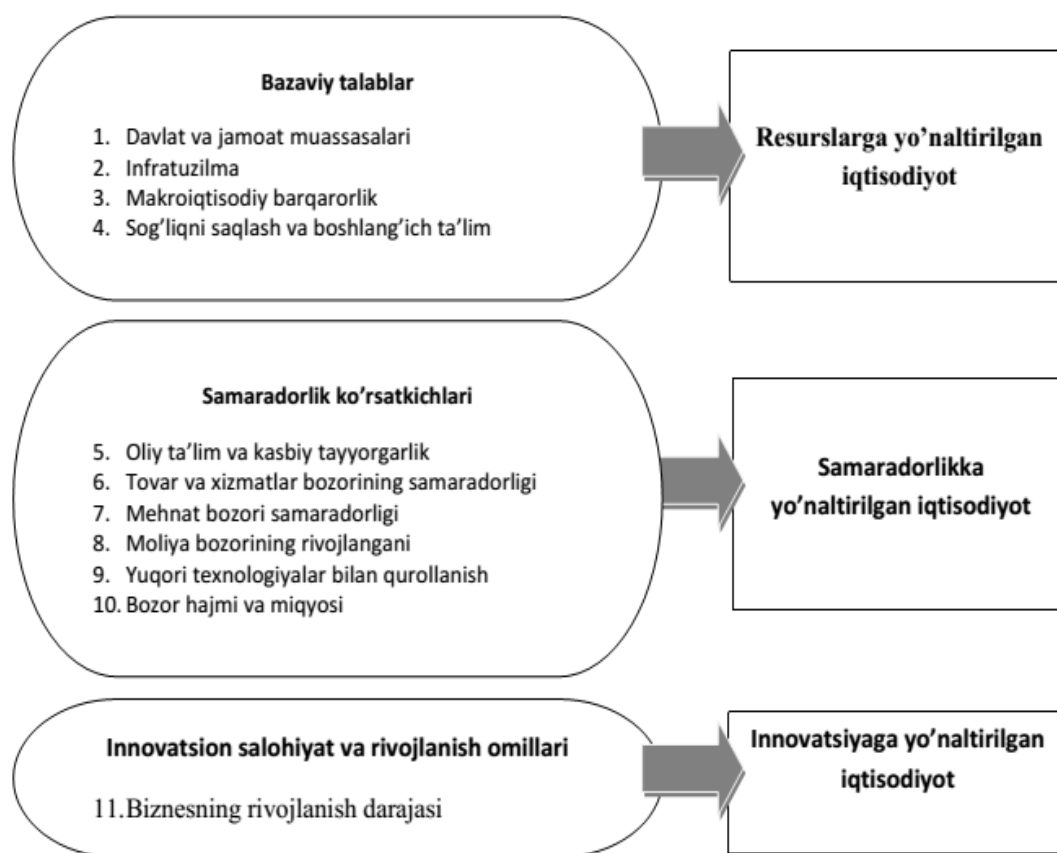 Bazaviy talablar
1. Davlat va jamoat muassasalari
2. Infratuzilma
3. Makroiqtisodiy barqarorlik
4. Sog’liqni saqlash va boshlang’ich ta’lim
Resurslarga yo’naltirilgan
iqtisodiyot
Samaradorlik ko’rsatkichlari
5. Oliy ta’lim va kasbiy tayyorgarlik
6. Tovar va xizmatlar bozorining samaradorligi
7. Mehnat bozori samaradorligi
8. Moliya bozorining rivojlangani
9. Yuqori texnologiyalar bilan qurollanish
10. Bozor hajmi va miqyosi
Samaradorlikka
yo’naltirilgan iqtisodiyot
Innovatsion salohiyat va rivojlanish omillari
11.Biznesning rivojlanish darajasi
Innovatsiyaga yo’naltirilgan
iqtisodiyot